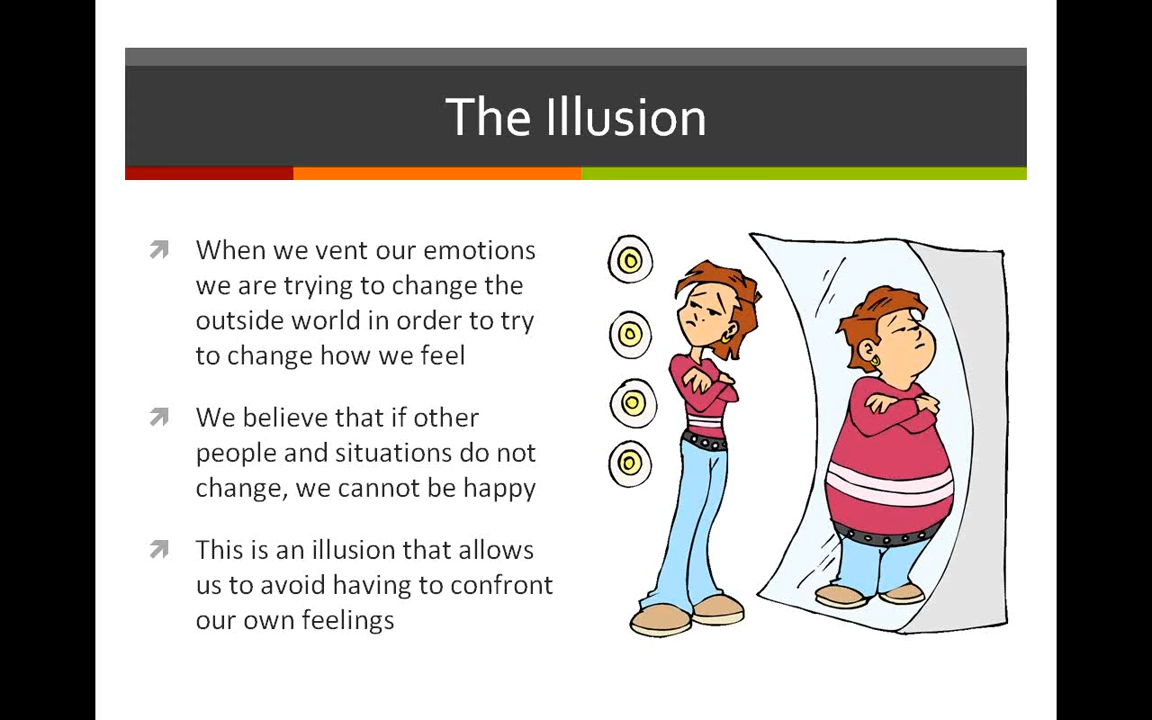 The Illusion
When we vent our emotions
we are trying to change the
outside world in order to try
to change how we feel
We believe that if other
people and situations do not
change, we cannot be happy
This is an illusion that allows
us to avoid having to confront
our own feelings